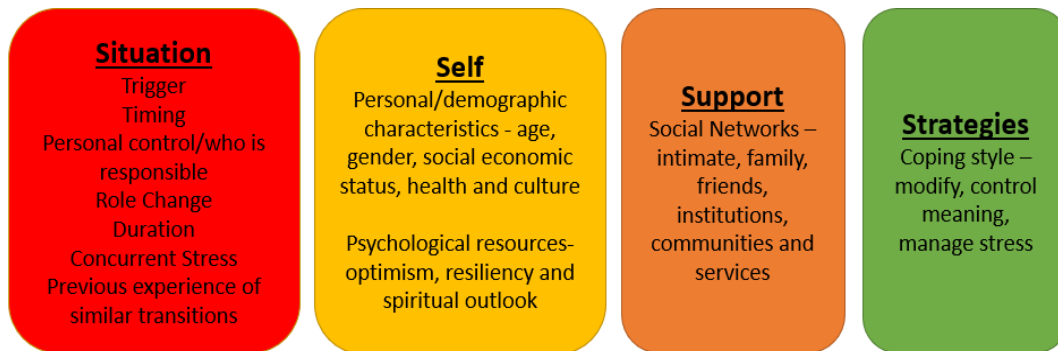 Situation
Trigger
Timing
Personal control/who is
responsible
Role Change
Duration
Concurrent Stress
Previous experience of
similar transitions
Self
Personal/demographic
characteristics - age,
gender, social economic
status, health and culture
Psychological resources-
optimism, resiliency and
spiritual outlook
Support
Social Networks –
intimate, family,
friends,
institutions,
communities and
services
Strategies
Coping style –
modify, control
meaning,
manage stress